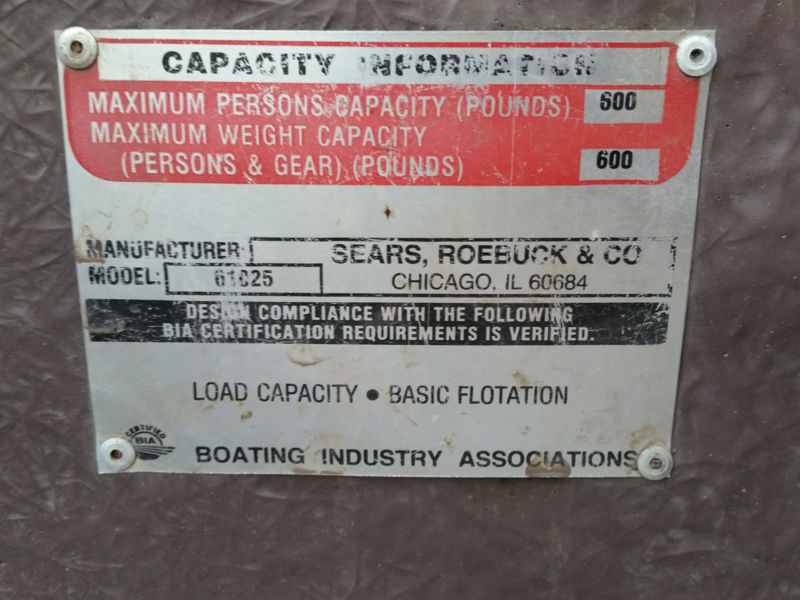 CAPACITY INFORMATION
MAXIMUM PERSONS CAPACITY (POUNDS) 600
MAXIMUM WEIGHT CAPACITY
(PERSONS & GEAR) (POUNDS) 600
MANUFACTURER: SEARS, ROEBUCK & CO
MODEL: 61025 CHICAGO, IL 60684
DESIGN COMPLIANCE WITH THE FOLLOWING
BIA CERTIFICATION REQUIREMENTS IS VERIFIED.
LOAD CAPACITY • BASIC FLOTATION
CERTIFIED
BIA
BOATING INDUSTRY ASSOCIATIONS